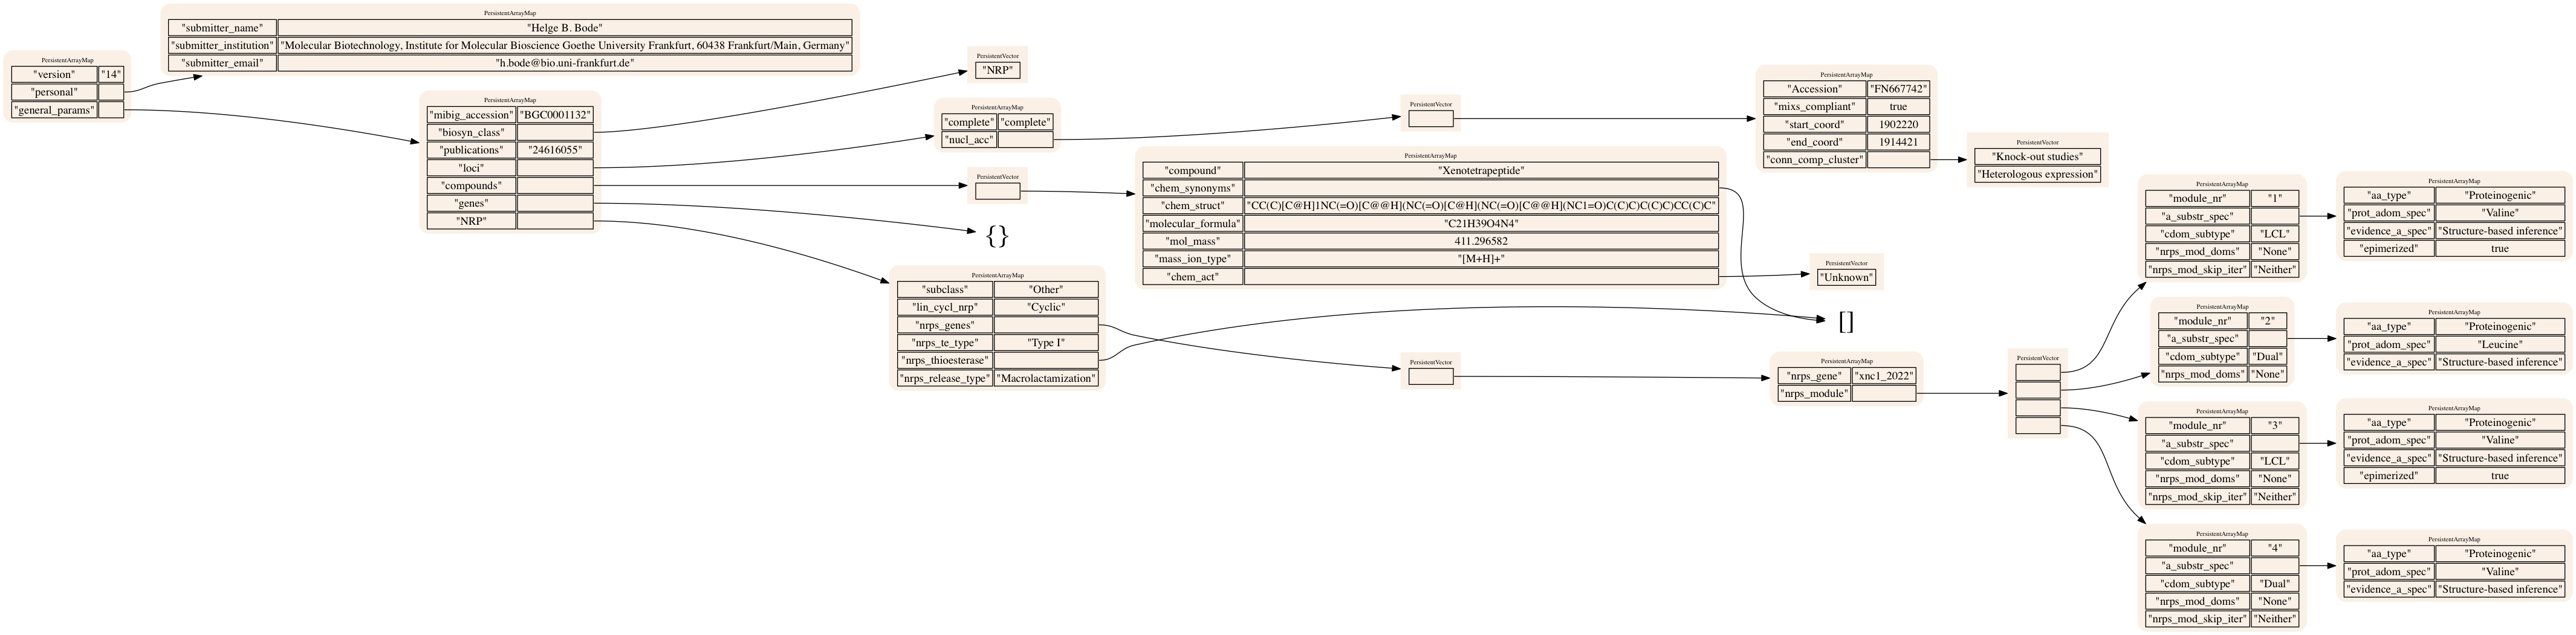 PersistentArrayMap
"version" "14"
"personal"
"general_params"
PersistentArrayMap
"submitter_name" "Helge B. Bode"
"submitter_institution" "Molecular Biotechnology, Institute for Molecular Bioscience Goethe University Frankfurt, 60438 Frankfurt/Main, Germany"
"submitter_email" "h.bode@bio.uni-frankfurt.de"
PersistentArrayMap
"mibig_accession" "BGC0001132"
"biosyn_class"
"publications" "24616055"
"loci"
"compounds"
"genes"
"NRP"
PersistentVector
"NRP"
PersistentArrayMap
"complete" "complete"
"nucl_acc"
PersistentVector
{}
PersistentArrayMap
"subclass" "Other"
"lin_cycl_nrp" "Cyclic"
"nrps_genes"
"nrps_te_type" "Type I"
"nrps_thioesterase"
"nrps_release_type" "Macrolactamization"
PersistentVector
PersistentArrayMap
"compound" "Xenotetrapeptide"
"chem_synonyms"
"chem_struct" "CC(C)[C@H]1NC(=O)[C@@H](NC(=O)[C@H](NC(=O)[C@@H](NC1=O)C(C)C)C(C)C)CC(C)C"
"molecular_formula" "C21H39O4N4"
"mol_mass" 411.296582
"mass_ion_type" "[M+H]+"
"chem_act"
PersistentVector
PersistentArrayMap
"Accession" "FN667742"
"mixs_compliant" true
"start_coord" 1902220
"end_coord" 1914421
"conn_comp_cluster"
PersistentVector
"Unknown"
[]
PersistentArrayMap
"nrps_gene" "xnc1_2022"
"nrps_module"
PersistentVector
"Knock-out studies"
"Heterologous expression"
PersistentVector
PersistentArrayMap
"module_nr" "1"
"a_substr_spec"
"cdom_subtype" "LCL"
"nrps_mod_doms" "None"
"nrps_mod_skip_iter" "Neither"
PersistentArrayMap
"aa_type" "Proteinogenic"
"prot_adom_spec" "Valine"
"evidence_a_spec" "Structure-based inference"
"epimerized" true
PersistentArrayMap
"module_nr" "2"
"a_substr_spec"
"cdom_subtype" "Dual"
"nrps_mod_doms" "None"
PersistentArrayMap
"aa_type" "Proteinogenic"
"prot_adom_spec" "Leucine"
"evidence_a_spec" "Structure-based inference"
PersistentArrayMap
"module_nr" "3"
"a_substr_spec"
"cdom_subtype" "LCL"
"nrps_mod_doms" "None"
"nrps_mod_skip_iter" "Neither"
PersistentArrayMap
"aa_type" "Proteinogenic"
"prot_adom_spec" "Valine"
"evidence_a_spec" "Structure-based inference"
"epimerized" true
PersistentArrayMap
"module_nr" "4"
"a_substr_spec"
"cdom_subtype" "Dual"
"nrps_mod_doms" "None"
"nrps_mod_skip_iter" "Neither"
PersistentArrayMap
"aa_type" "Proteinogenic"
"prot_adom_spec" "Valine"
"evidence_a_spec" "Structure-based inference"